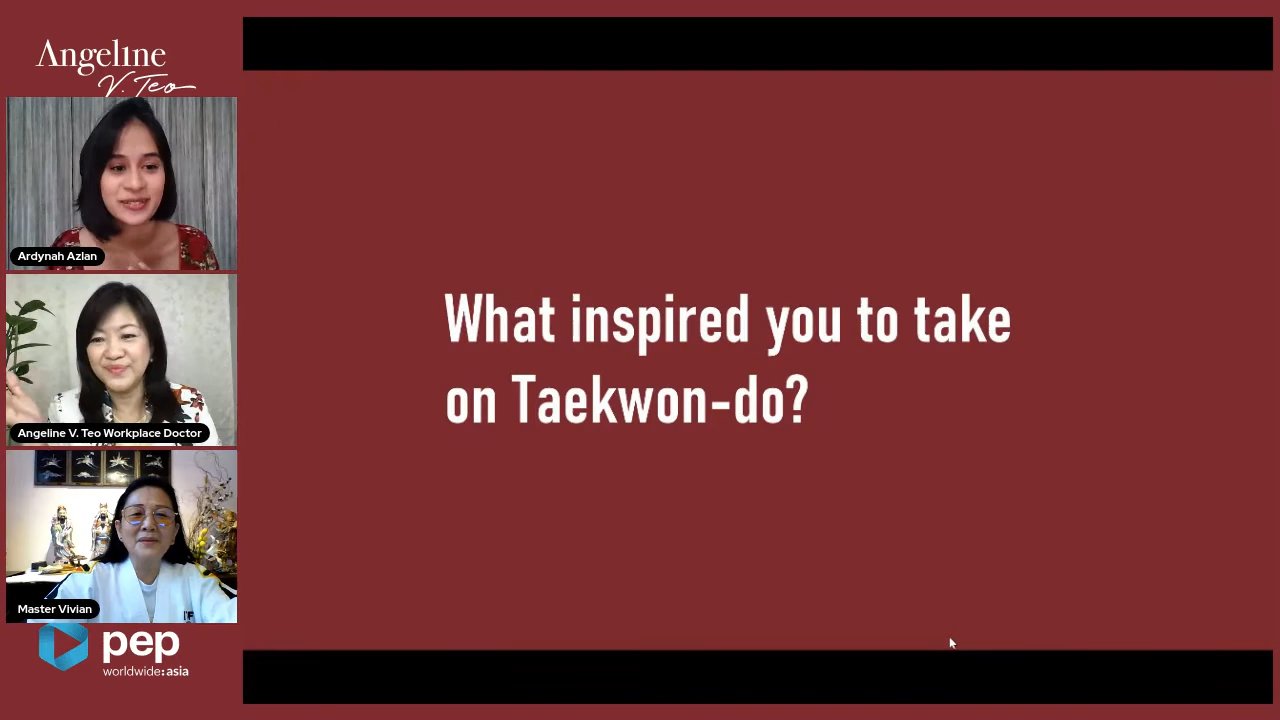 Angel1ne
V. Teo
Ardynah Azlan
Angeline V. Teo Workplace Doctor
Master Vivian
pep
worldwide:asia
What inspired you to take
on Taekwon-do?